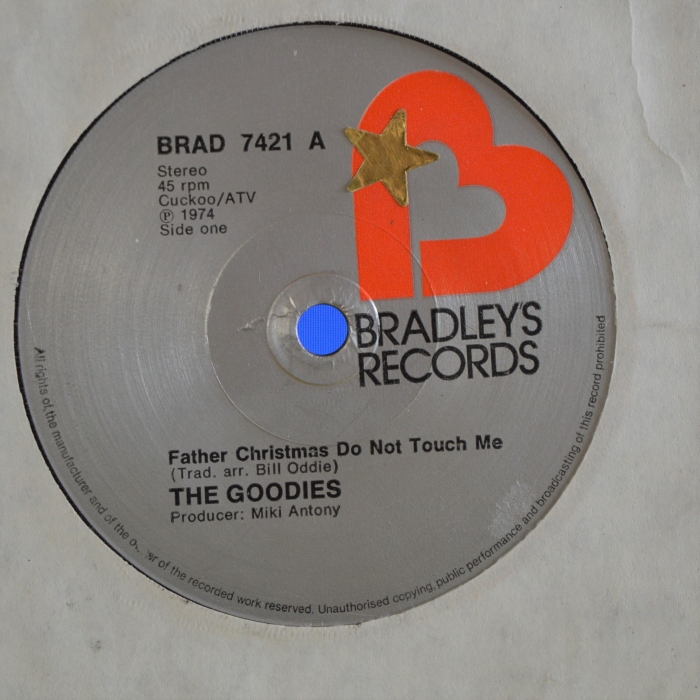 BRAD 7421 A
Stereo
45 rpm
Cuckoo/ATV
℗ 1974
Side one
BRADLEY'S
RECORDS
Father Christmas Do Not Touch Me
(Trad. arr. Bill Oddie)
THE GOODIES
Producer: Miki Antony
All rights of the manufacturer and of the of the recorded work reserved. Unauthorised copying, public performance and broadcasting of this record prohibited